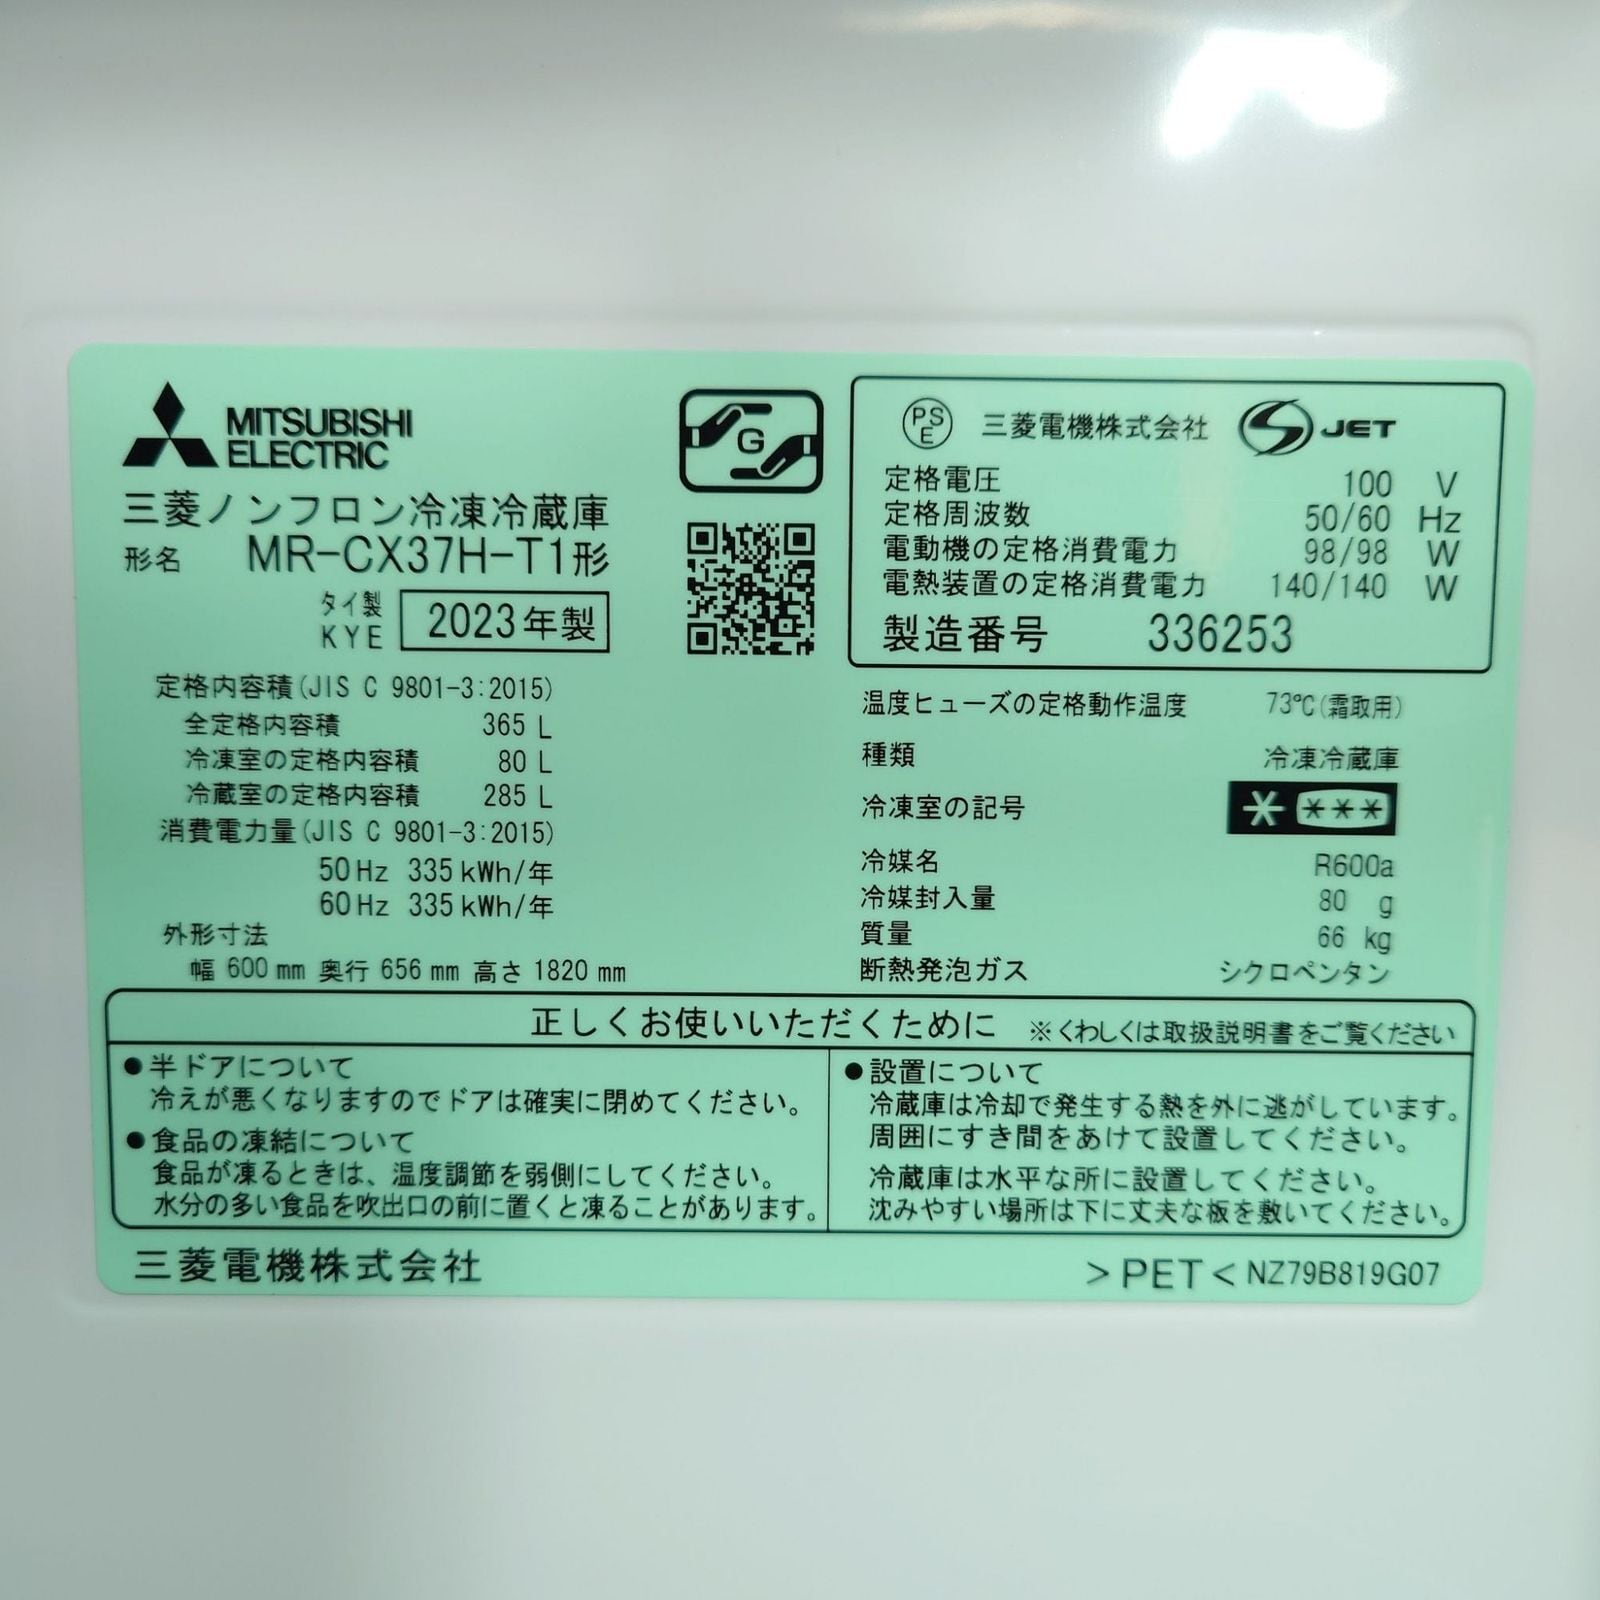 MITSUBISHI
ELECTRIC
三菱ノンフロン冷凍冷蔵庫
形名 MR-CX37H-T1形
タイ製
KYE 2023年製
G
定格内容積(JIS C 9801-3:2015)
全定格内容積 365 L
冷凍室の定格内容積 80 L
冷蔵室の定格内容積 285 L
消費電力量(JIS C 9801-3:2015)
50Hz 335kWh/年
60Hz 335kWh/年
外形寸法
幅 600mm 奥行 656mm 高さ 1820mm
PSE 三菱電機株式会社 S JET
定格電圧 100 V
定格周波数 50/60 Hz
電動機の定格消費電力 98/98 W
電熱装置の定格消費電力 140/140 W
製造番号 336253
温度ヒューズの定格動作温度 73℃(霜取用)
種類 冷凍冷蔵庫
冷凍室の記号 * ***
冷媒名 R600a
冷媒封入量 80 g
質量 66 kg
断熱発泡ガス シクロペンタン
正しくお使いいただくために ※くわしくは取扱説明書をご覧ください
●半ドアについて
冷えが悪くなりますのでドアは確実に閉めてください。
●食品の凍結について
食品が凍るときは、温度調節を弱側にしてください。
水分の多い食品を吹出口の前に置くと凍ることがあります。
●設置について
冷蔵庫は冷却で発生する熱を外に逃がしています。
周囲にすき間をあけて設置してください。
冷蔵庫は水平な所に設置してください。
沈みやすい場所は下に丈夫な板を敷いてください。
三菱電機株式会社
>PET< NZ79B819G07